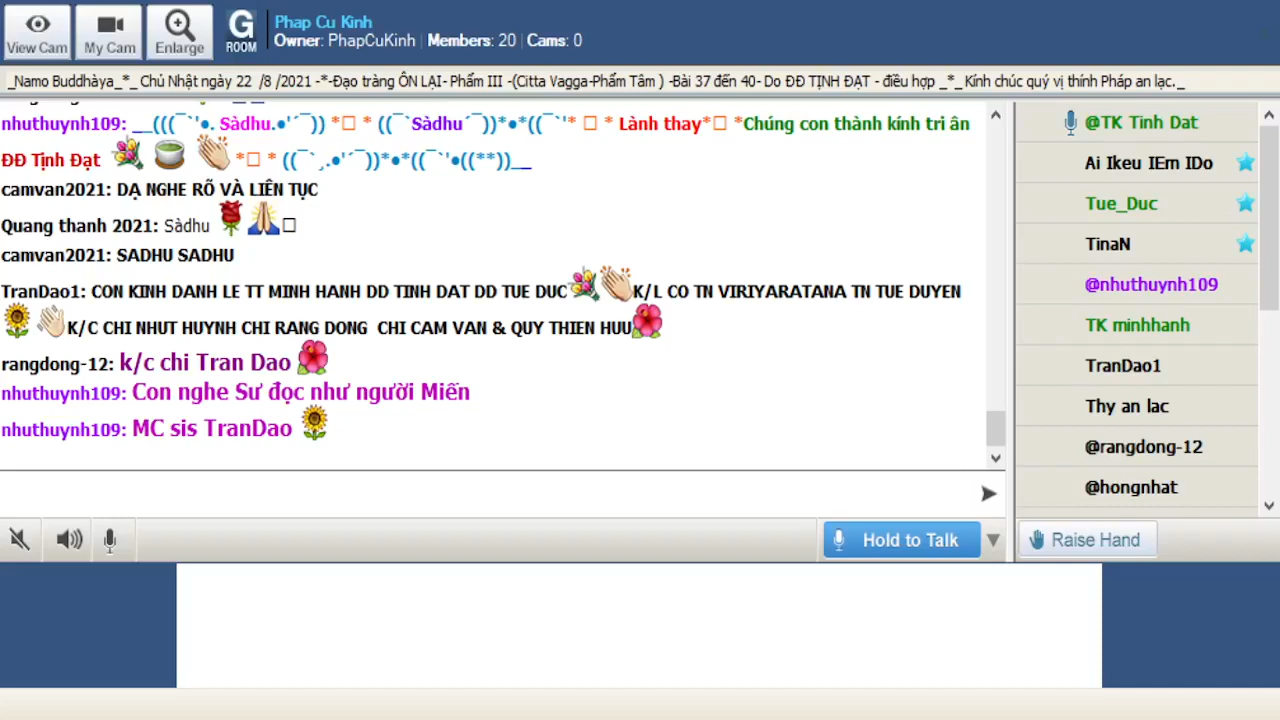 View Cam
My Cam
Enlarge
G
ROOM
Phap Cu Kinh
Owner: PhapCuKinh | Members: 20 | Cams: 0
_Namo Buddhàya_*_ Chủ Nhật ngày 22 /8 /2021 -*-Đạo tràng ÔN LẠI- Phẩm III -(Citta Vagga-Phẩm Tâm ) -Bài 37 đến 40- Do ĐĐ TỊNH ĐẠT - điều hợp _*_Kính chúc quý vị thính Pháp an lạc._
nhuthuynh109: __(((¯`'•. Sàdhu.•'´¯)) *□ * ((¯`Sàdhu´¯))*•*((¯`'* □ * Lành thay*□ *Chúng con thành kính tri ân
ĐĐ Tịnh Đạt *□ * ((¯`¸.•'´¯))*•*((¯`'•((**))__
camvan2021: DẠ NGHE RÕ VÀ LIÊN TỤC
Quang thanh 2021: Sàdhu □
camvan2021: SADHU SADHU
TranDao1: CON KINH DANH LE TT MINH HANH DD TINH DAT DD TUE DUC K/L CO TN VIRIYARATANA TN TUE DUYEN
K/C CHI NHUT HUYNH CHI RANG DONG CHI CAM VAN & QUY THIEN HUU
rangdong-12: k/c chi Tran Dao
nhuthuynh109: Con nghe Sư đọc như người Miến
nhuthuynh109: MC sis TranDao
@TK Tinh Dat
Ai Ikeu IEm IDo
Tue_Duc
TinaN
@nhuthuynh109
TK minhhanh
TranDao1
Thy an lac
@rangdong-12
@hongnhat
Hold to Talk
Raise Hand